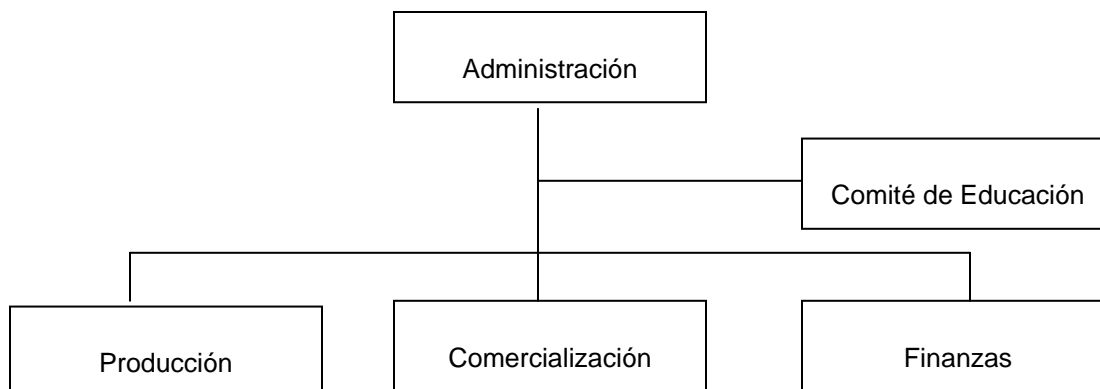 Administración
Comité de Educación
Producción
Comercialización
Finanzas